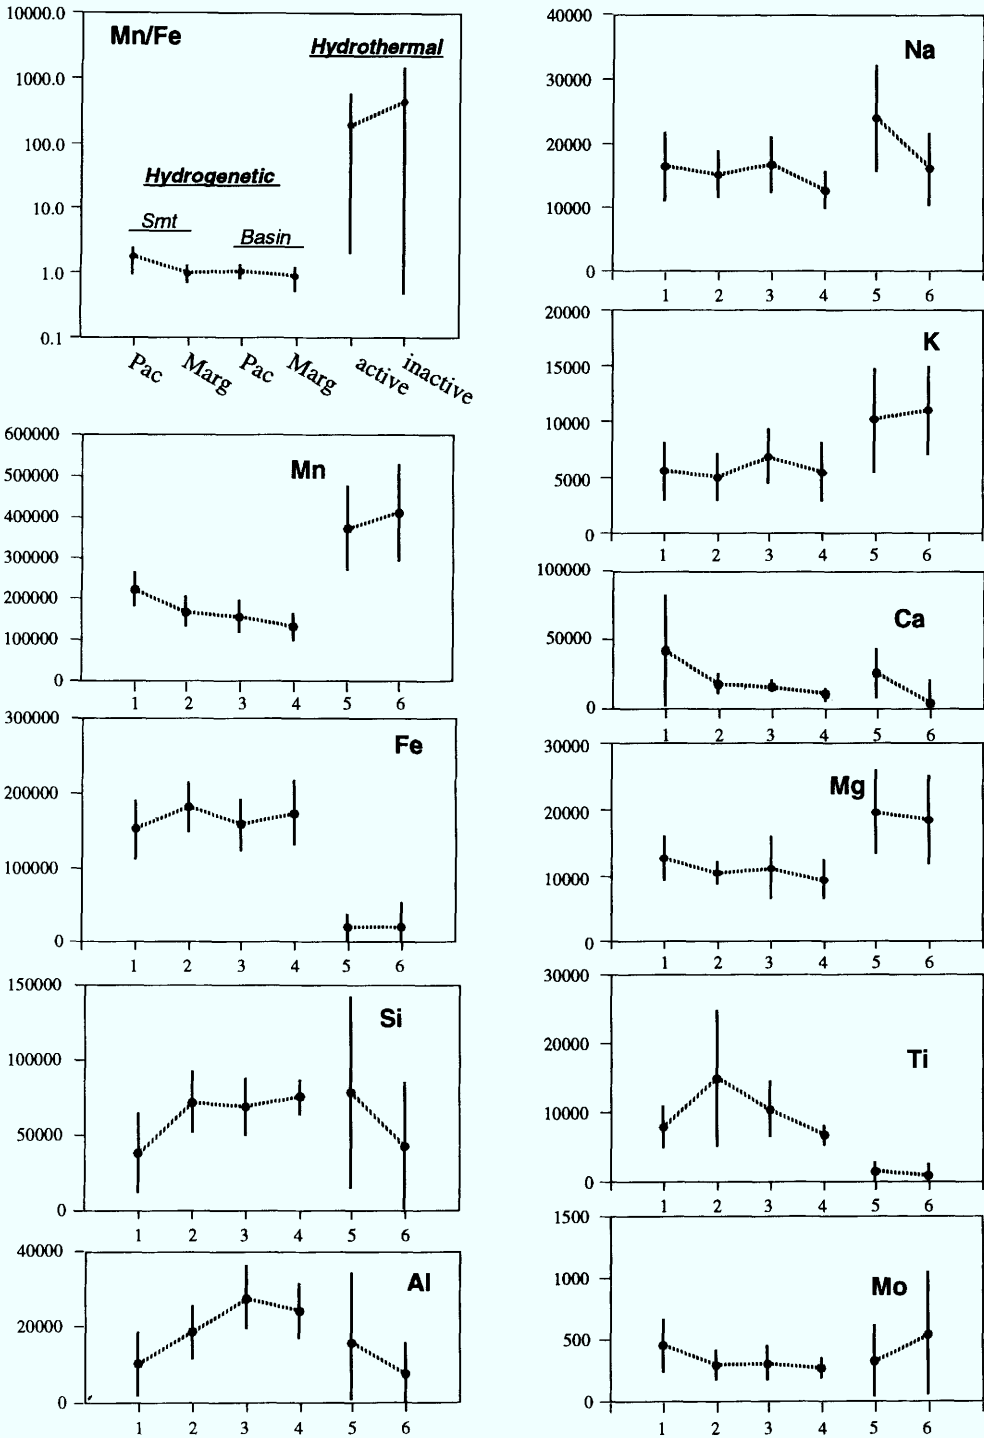 10000.0
Mn/Fe
Hydrothermal
1000.0
100.0
Hydrogenetic
10.0
Smt
Basin
1.0
0.1
Pac
Marg
Pac
Marg
active
inactive
600000
Mn
500000
400000
300000
200000
100000
0
1 2 3 4 5 6
300000
Fe
200000
100000
0
1 2 3 4 5 6
150000
Si
100000
50000
0
1 2 3 4 5 6
40000
Al
20000
0
1 2 3 4 5 6
40000
Na
30000
20000
10000
0
1 2 3 4 5 6
20000
K
15000
10000
5000
0
1 2 3 4 5 6
100000
Ca
50000
0
1 2 3 4 5 6
30000
Mg
20000
10000
0
1 2 3 4 5 6
30000
20000
Ti
10000
0
1 2 3 4 5 6
1500
1000
Mo
500
0
1 2 3 4 5 6